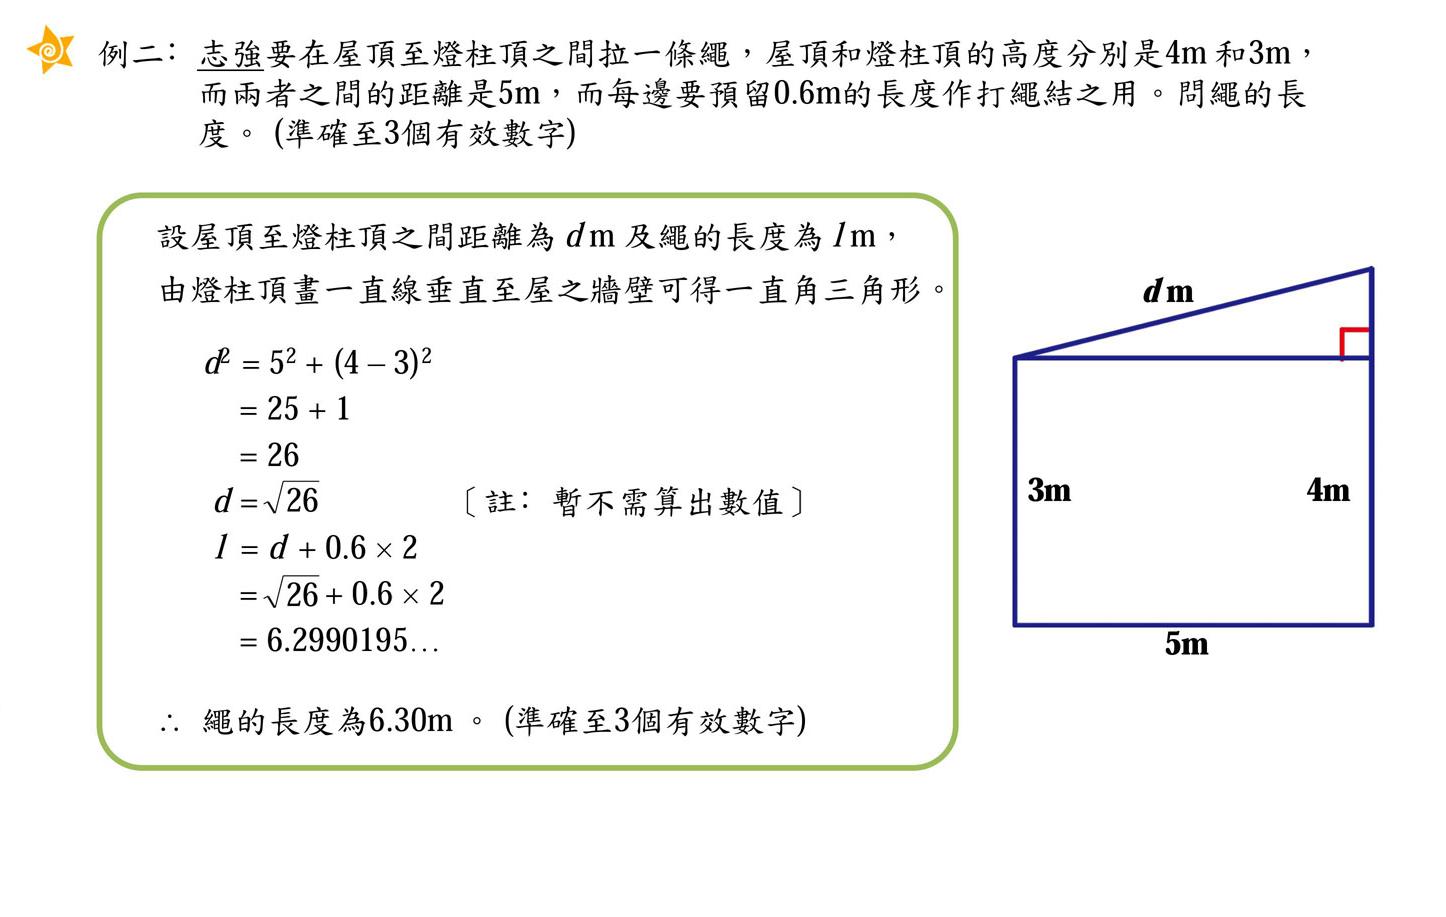 例二： 志強要在屋頂至燈柱頂之間拉一條繩，屋頂和燈柱頂的高度分別是4m 和3m，
而兩者之間的距離是5m，而每邊要預留0.6m的長度作打繩結之用。問繩的長
度。 (準確至3個有效數字)
設屋頂至燈柱頂之間距離為 d m 及繩的長度為 l m，
由燈柱頂畫一直線垂直至屋之牆壁可得一直角三角形。
d² = 5² + (4 – 3)²
= 25 + 1
= 26
d = √26 〔註： 暫不需算出數值〕
l = d + 0.6 × 2
= √26 + 0.6 × 2
= 6.2990195…
∴ 繩的長度為6.30m 。 (準確至3個有效數字)
d m
3m
4m
5m